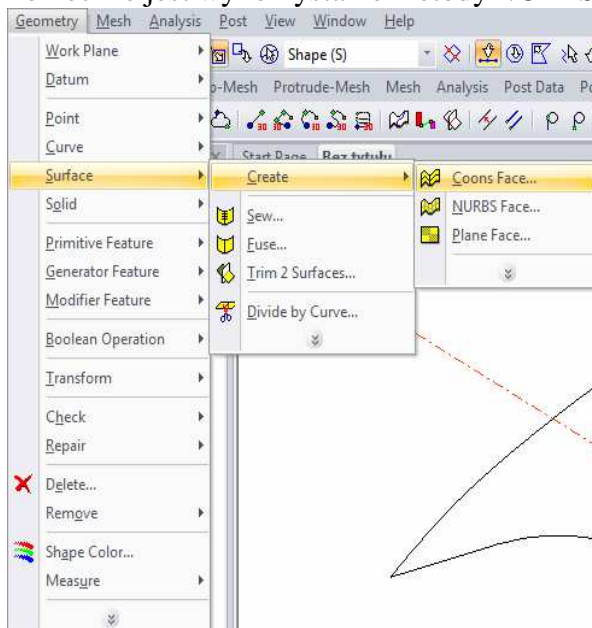 Geometry Mesh Analysis Post View Window Help
Work Plane
Datum
Point
Curve
Surface
Solid
Primitive Feature
Generator Feature
Modifier Feature
Boolean Operation
Transform
Check
Repair
Delete...
Remove
Shape Color...
Measure
Shape (S)
Protrude-Mesh Mesh Analysis Post Data
Start Page Bez tytułu
Create
Sew...
Fuse...
Trim 2 Surfaces...
Divide by Curve...
Coons Face...
NURBS Face...
Plane Face...